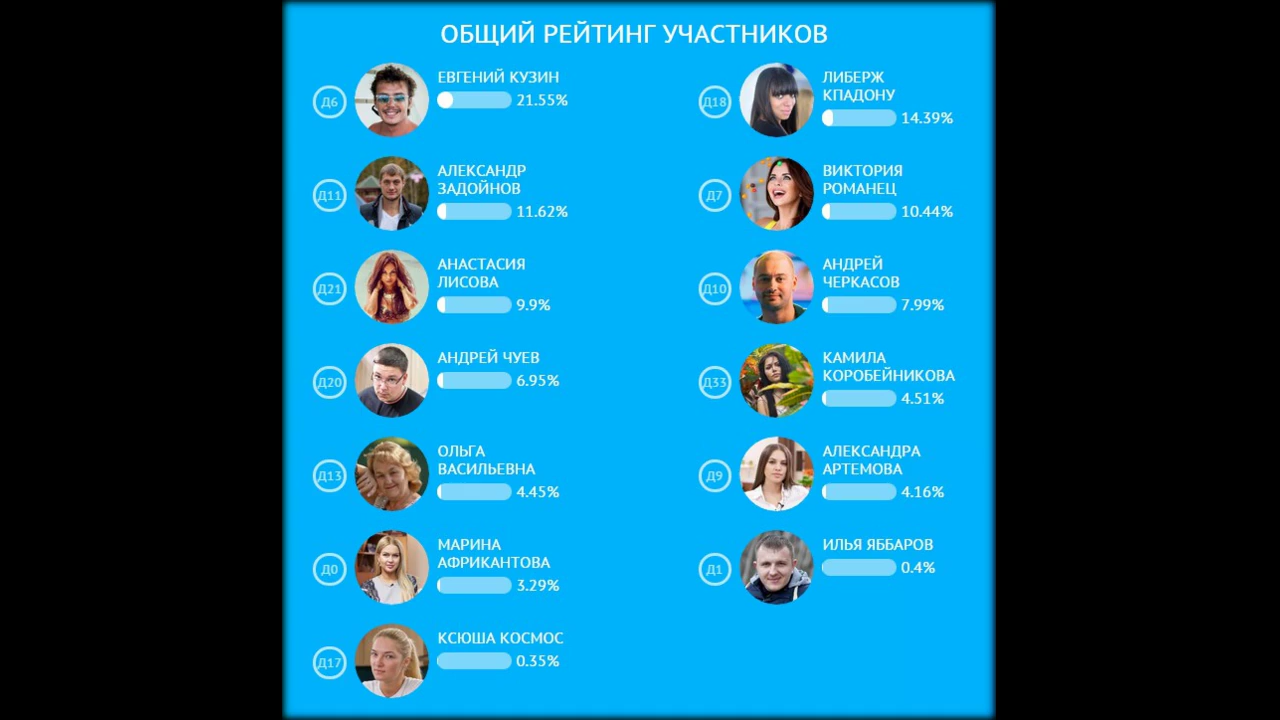 ОБЩИЙ РЕЙТИНГ УЧАСТНИКОВ
Д6
ЕВГЕНИЙ КУЗИН
21.55%
Д18
ЛИБЕРЖ
КПАДОНУ
14.39%
Д11
АЛЕКСАНДР
ЗАДОЙНОВ
11.62%
Д7
ВИКТОРИЯ
РОМАНЕЦ
10.44%
Д21
АНАСТАСИЯ
ЛИСОВА
9.9%
Д10
АНДРЕЙ
ЧЕРКАСОВ
7.99%
Д20
АНДРЕЙ ЧУЕВ
6.95%
Д33
КАМИЛА
КОРОБЕЙНИКОВА
4.51%
Д13
ОЛЬГА
ВАСИЛЬЕВНА
4.45%
Д9
АЛЕКСАНДРА
АРТЕМОВА
4.16%
Д0
МАРИНА
АФРИКАНТОВА
3.29%
Д1
ИЛЬЯ ЯББАРОВ
0.4%
Д17
КСЮША КОСМОС
0.35%